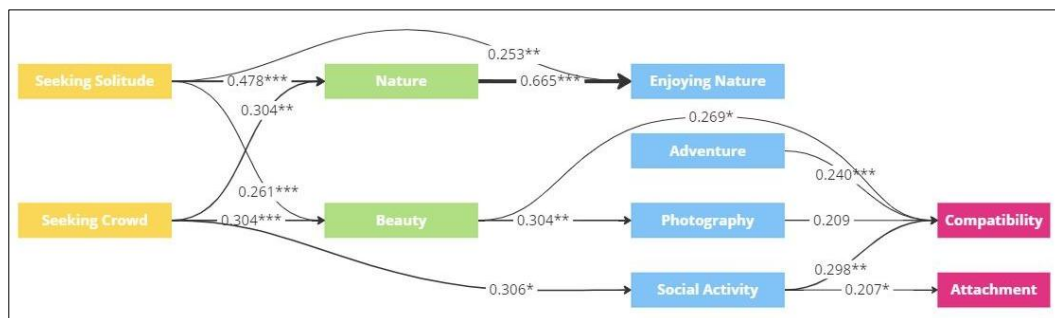 0.253**
Seeking Solitude 0.478*** Nature 0.665*** Enjoying Nature
0.304** 0.269*
Adventure
0.240***
0.261***
Seeking Crowd 0.304*** Beauty 0.304** Photography 0.209 Compatibility
0.298**
0.306* Social Activity 0.207* Attachment